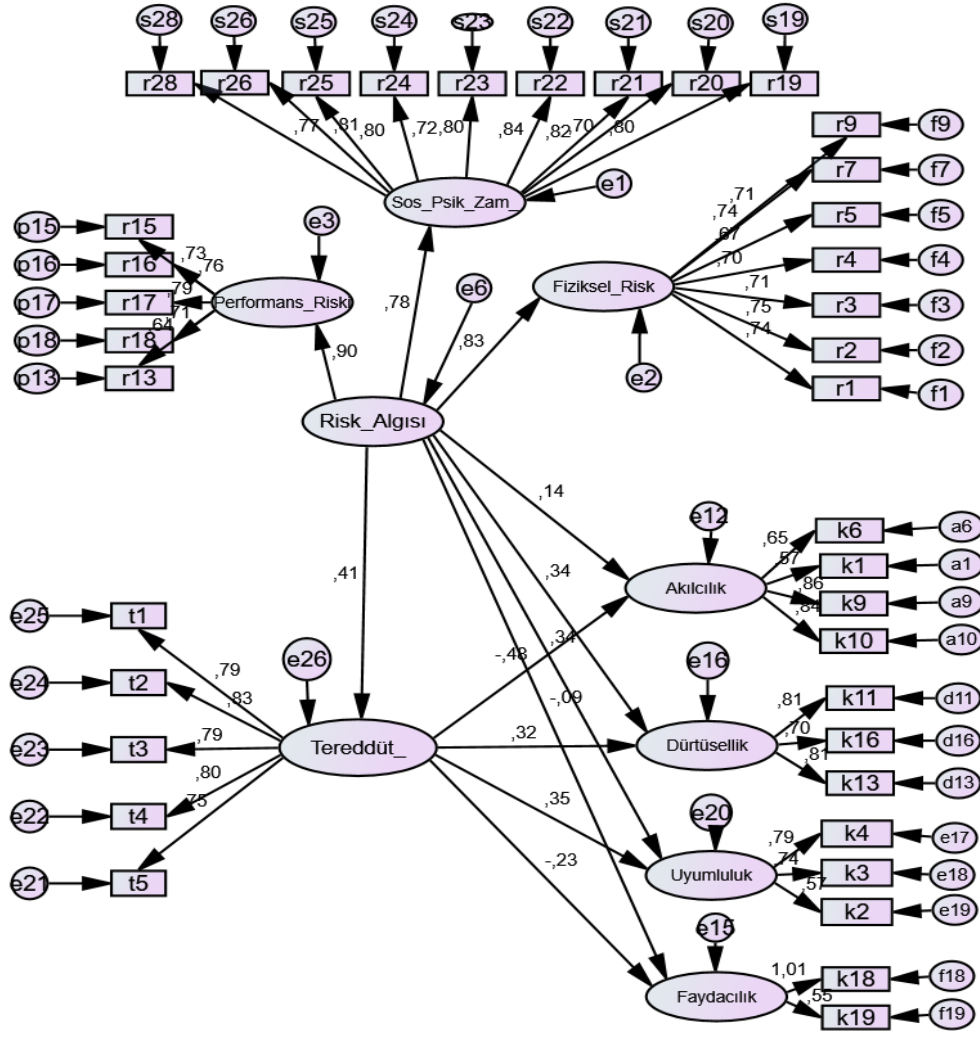 s28 s26 s25 s24 s23 s22 s21 s20 s19
r28 r26 r25 r24 r23 r22 r21 r20 r19
,77 ,81 ,80 ,72 ,80 ,84 ,82 ,70 ,80
Sos_Psik_Zam_
e1
r9 f9
r7 f7
r5 f5
r4 f4
r3 f3
r2 f2
r1 f1
,71
,74
,67
,70
,71
,75
,74
Fiziksel_Risk
e2
p15 r15
p16 r16
p17 r17
p18 r18
p13 r13
,73
,76
,79
,71
,64
Performans_Riski
e3
,78
e6
,83
,90
Risk_Algısı
,14
,34
,41
,34
-,48
-,09
e12
Akılcılık
,65
,57
,86
,84
k6 a6
k1 a1
k9 a9
k10 a10
e25 t1
e24 t2
e23 t3
e22 t4
e21 t5
,79
,83
,79
,80
,75
e26
Tereddüt_
,32
,35
-,23
e16
Dürtüsellik
,81
,70
,81
k11 d11
k16 d16
k13 d13
e20
Uyumluluk
,79
,74
,57
k4 e17
k3 e18
k2 e19
e15
Faydacılık
1,01
,55
k18 f18
k19 f19